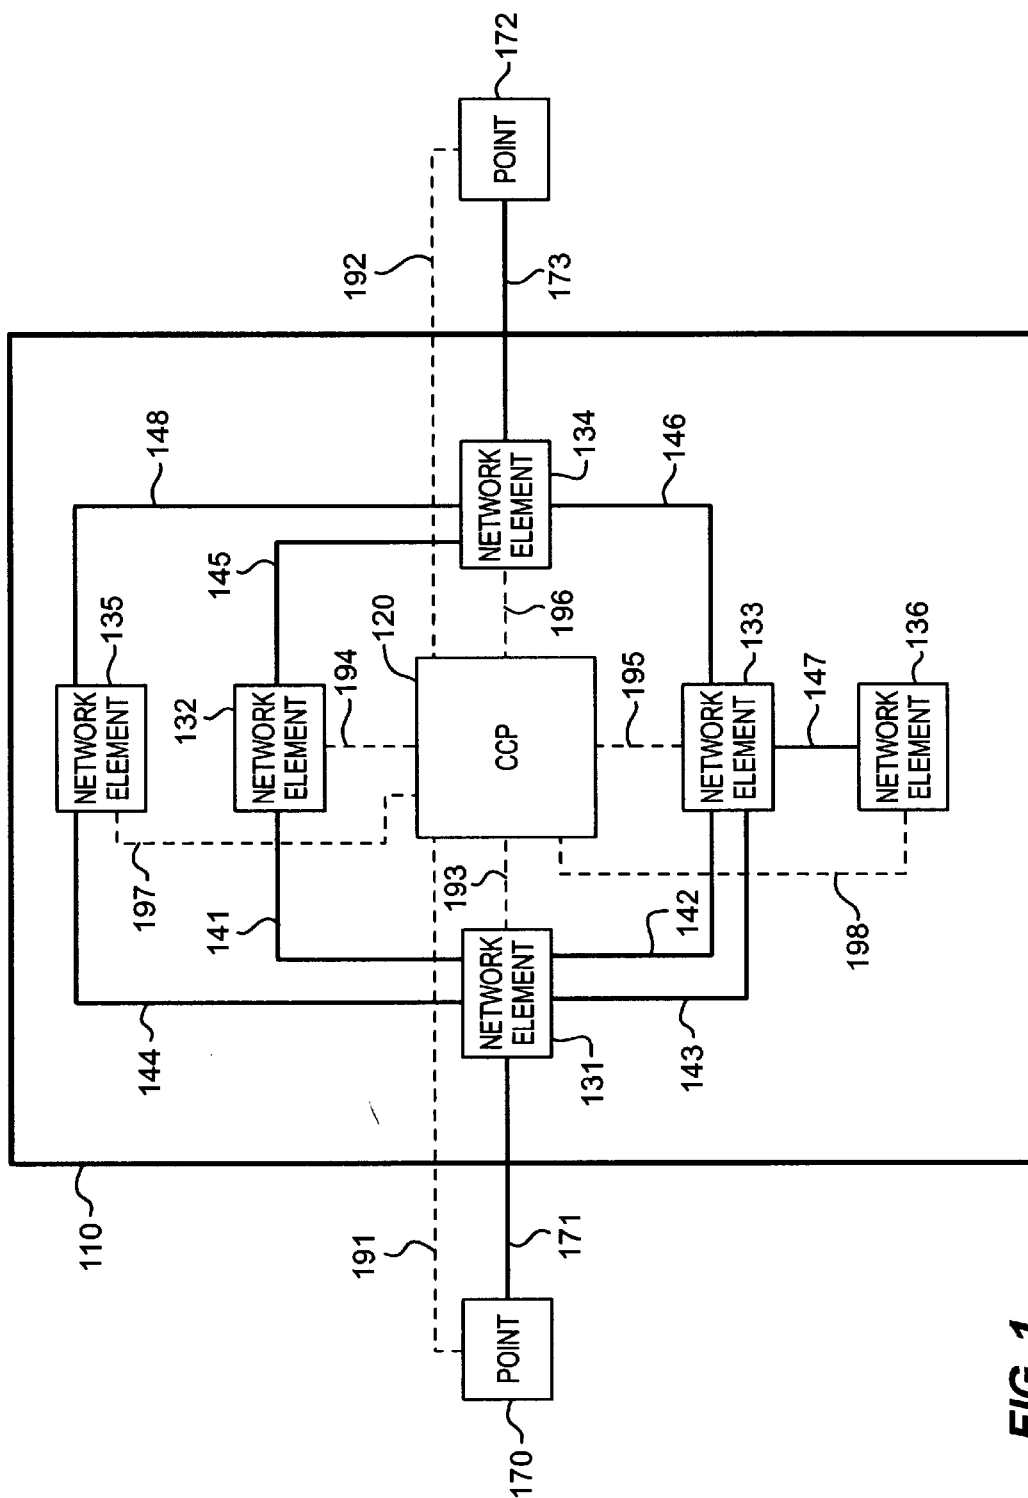 110
144
148
135
NETWORK
ELEMENT
197
141
145
132
NETWORK
ELEMENT
194
120
191
192
170
POINT
171
131
NETWORK
ELEMENT
193
CCP
196
NETWORK
ELEMENT
134
173
POINT
172
143
142
195
133
NETWORK
ELEMENT
146
198
147
136
NETWORK
ELEMENT
FIG. 1